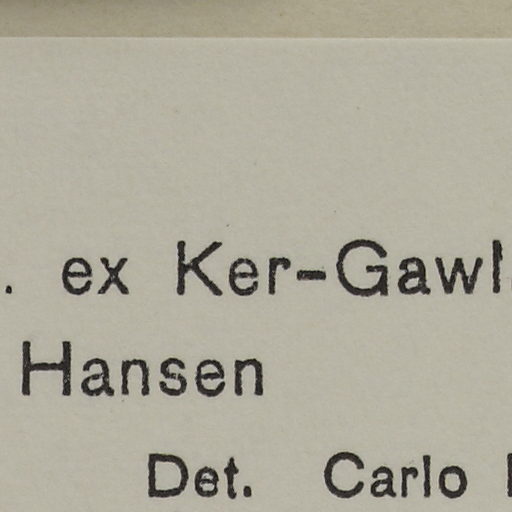 . ex Ker-Gawl.
Hansen
Det. Carlo